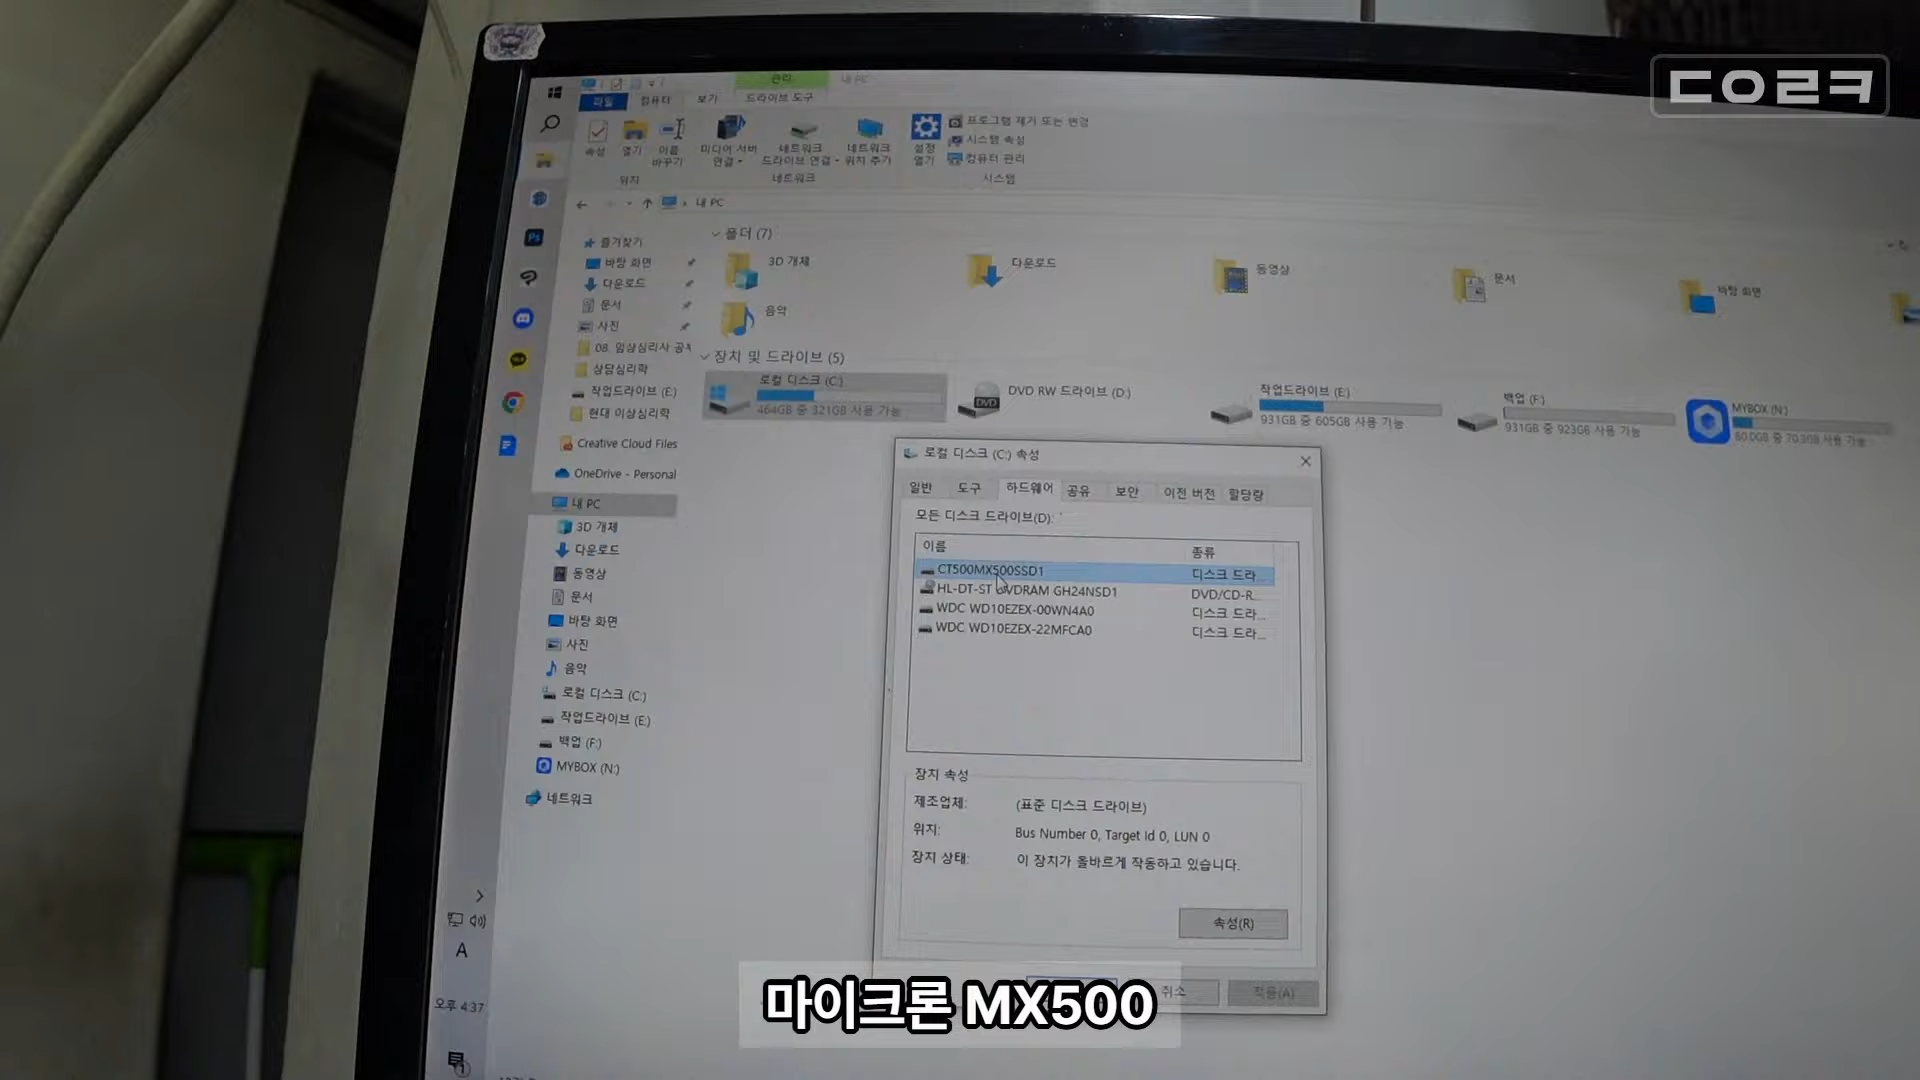 관리
내 PC
파일
컴퓨터
보기
드라이브 도구
속성
열기
이름
바꾸기
미디어 서버
연결
네트워크
드라이브 연결
네트워크
위치 추가
설정
열기
프로그램 제거 또는 변경
시스템 속성
컴퓨터 관리
위치
네트워크
시스템
내 PC
즐겨찾기
바탕 화면
다운로드
문서
사진
08. 임상심리사
상담심리학
작업드라이브 (E:)
현대 이상심리학
Creative Cloud Files
OneDrive - Personal
내 PC
3D 개체
다운로드
동영상
문서
바탕 화면
사진
음악
로컬 디스크 (C:)
작업드라이브 (E:)
백업 (F:)
MYBOX (N:)
네트워크
폴더 (7)
3D 개체
다운로드
동영상
문서
바탕 화면
음악
장치 및 드라이브 (5)
로컬 디스크 (C:)
464GB 중 321GB 사용 가능
DVD RW 드라이브 (D:)
DVD
작업드라이브 (E:)
931GB 중 605GB 사용 가능
백업 (F:)
931GB 중 923GB 사용 가능
MYBOX (N:)
80.0GB 중 70.3GB 사용 가능
로컬 디스크 (C:) 속성
일반
도구
하드웨어
공유
보안
이전 버전
할당량
모든 디스크 드라이브(D):
이름
종류
CT500MX500SSD1
디스크 드라...
HL-DT-ST DVDRAM GH24NSD1
DVD/CD-R...
WDC WD10EZEX-00WN4A0
디스크 드라...
WDC WD10EZEX-22MFCA0
디스크 드라...
장치 속성
제조업체:
(표준 디스크 드라이브)
위치:
Bus Number 0, Target Id 0, LUN 0
장치 상태:
이 장치가 올바르게 작동하고 있습니다.
속성(R)
취소
적용(A)
Ps
A
오후 4:37
마이크론 MX500